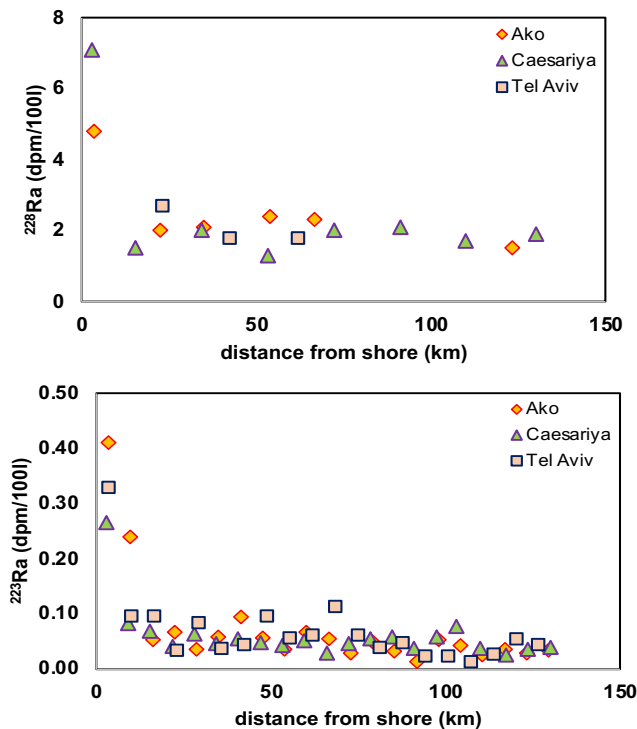 8
6
4
2
0
²²⁸Ra (dpm/100l)
Ako
Caesariya
Tel Aviv
0 50 100 150
distance from shore (km)
0.50
0.40
0.30
0.20
0.10
0.00
²²³Ra (dpm/100l)
Ako
Caesariya
Tel Aviv
0 50 100 150
distance from shore (km)